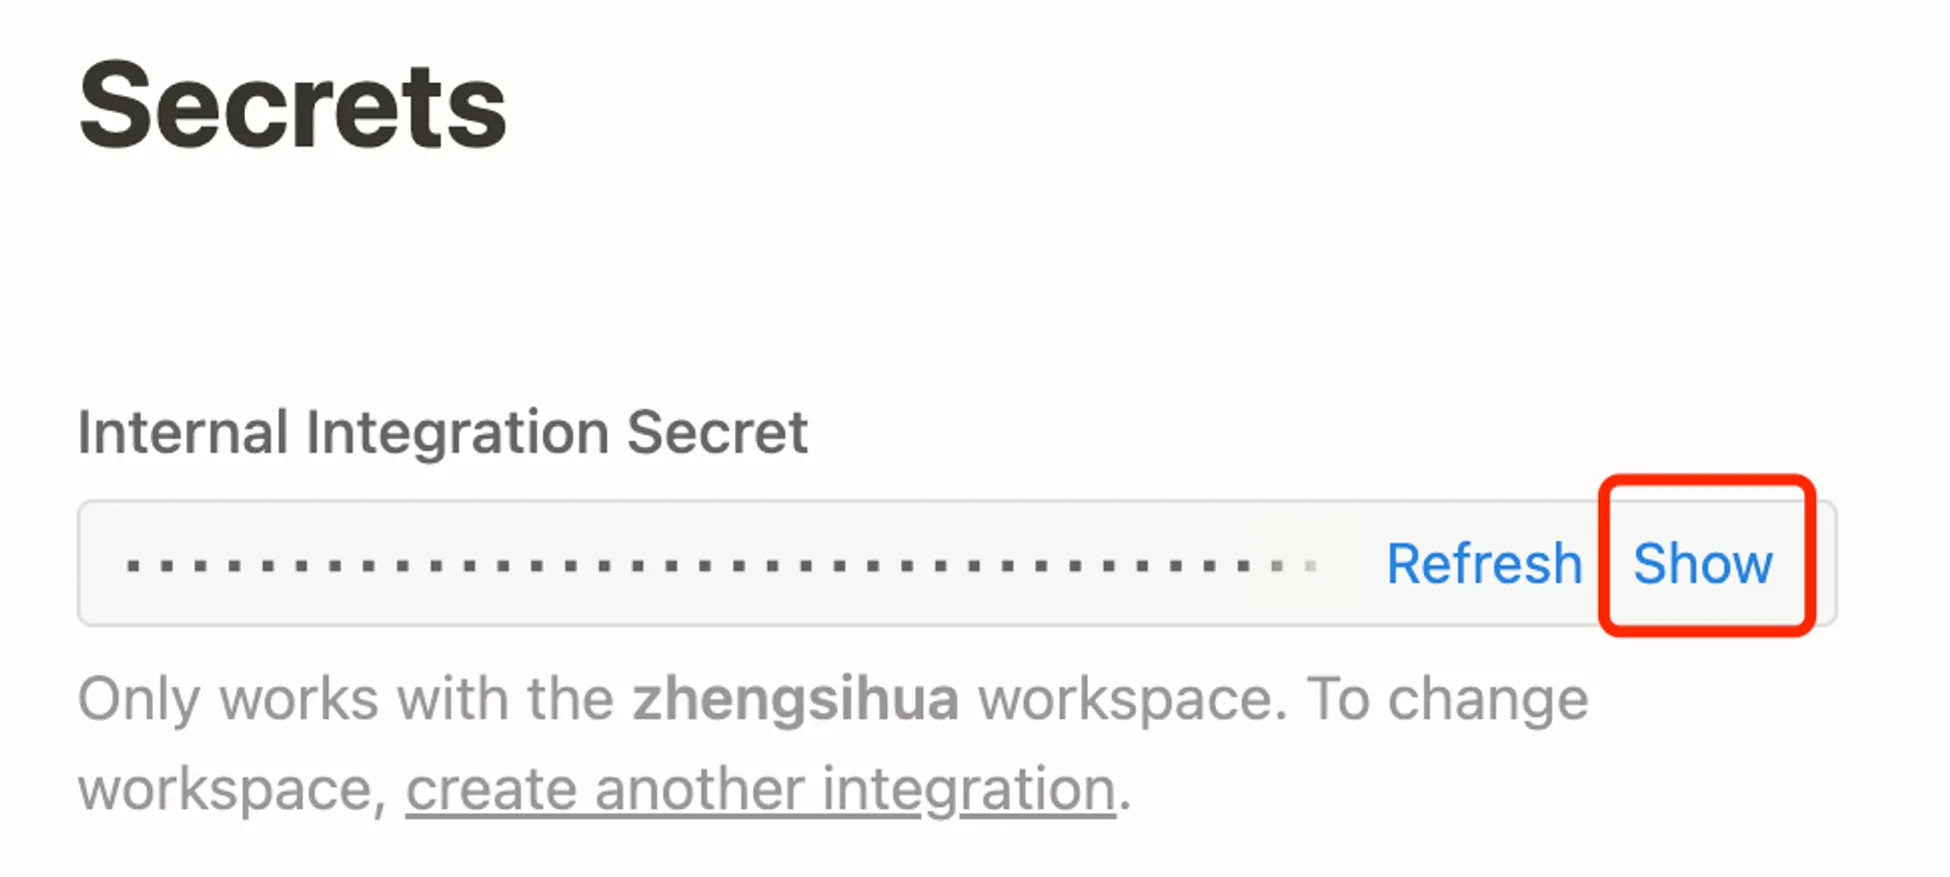 Secrets
Internal Integration Secret
Refresh Show
Only works with the zhengsihua workspace. To change
workspace, create another integration.